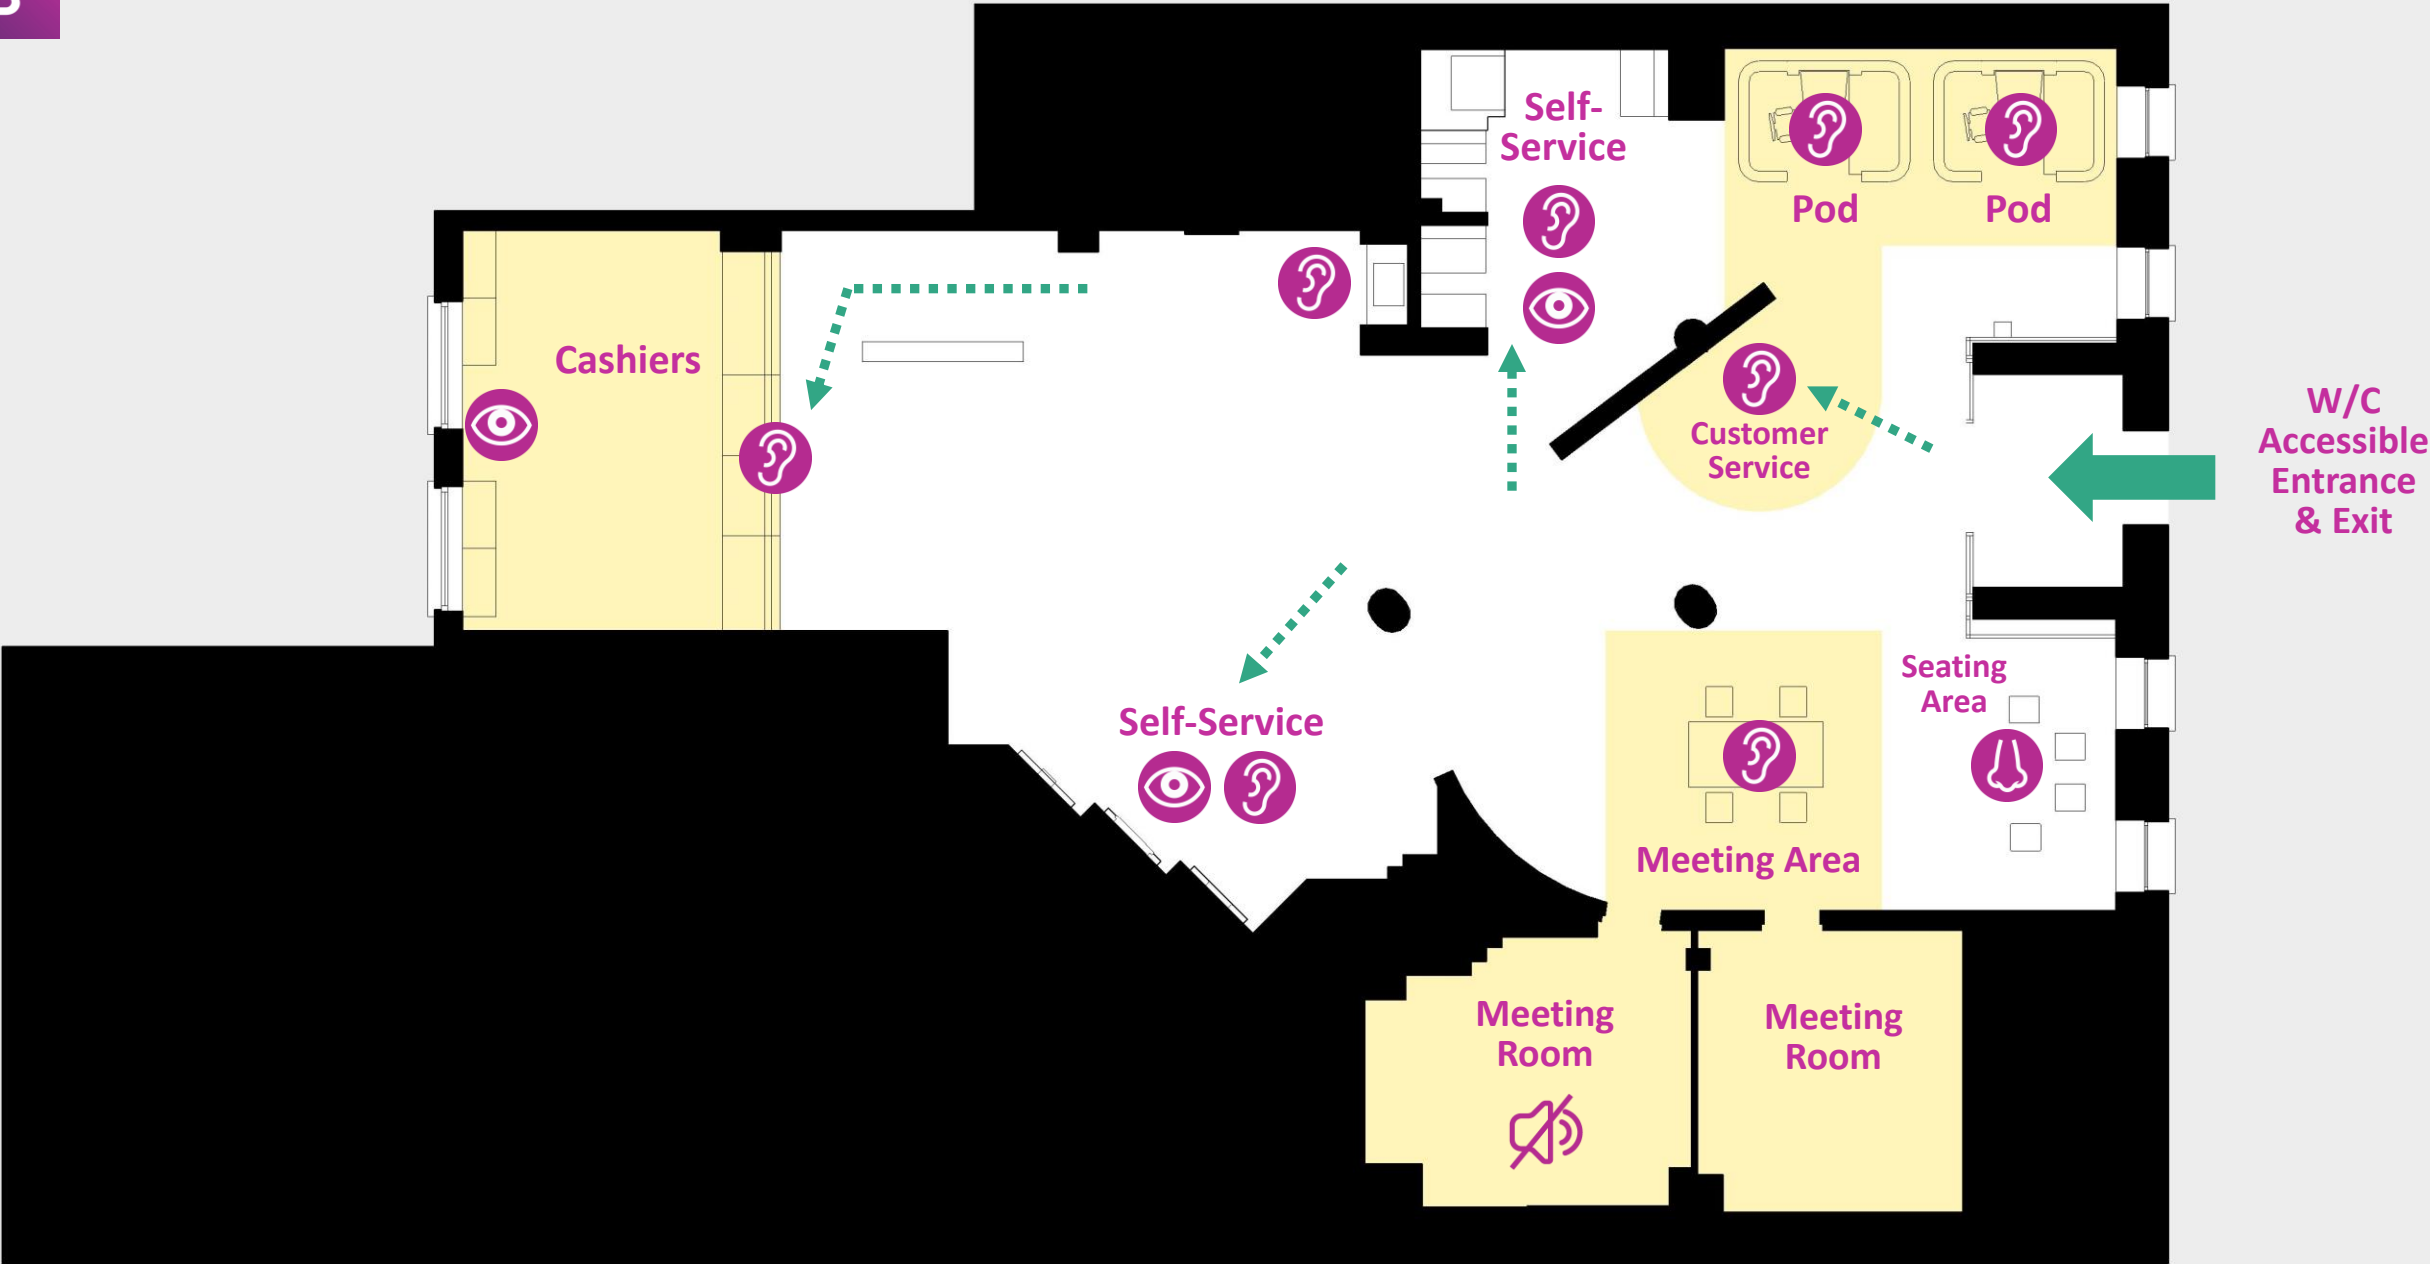 Self-
Service
Pod
Pod
Cashiers
Customer
Service
W/C
Accessible
Entrance
& Exit
Seating
Area
Self-Service
Meeting Area
Meeting
Room
Meeting
Room